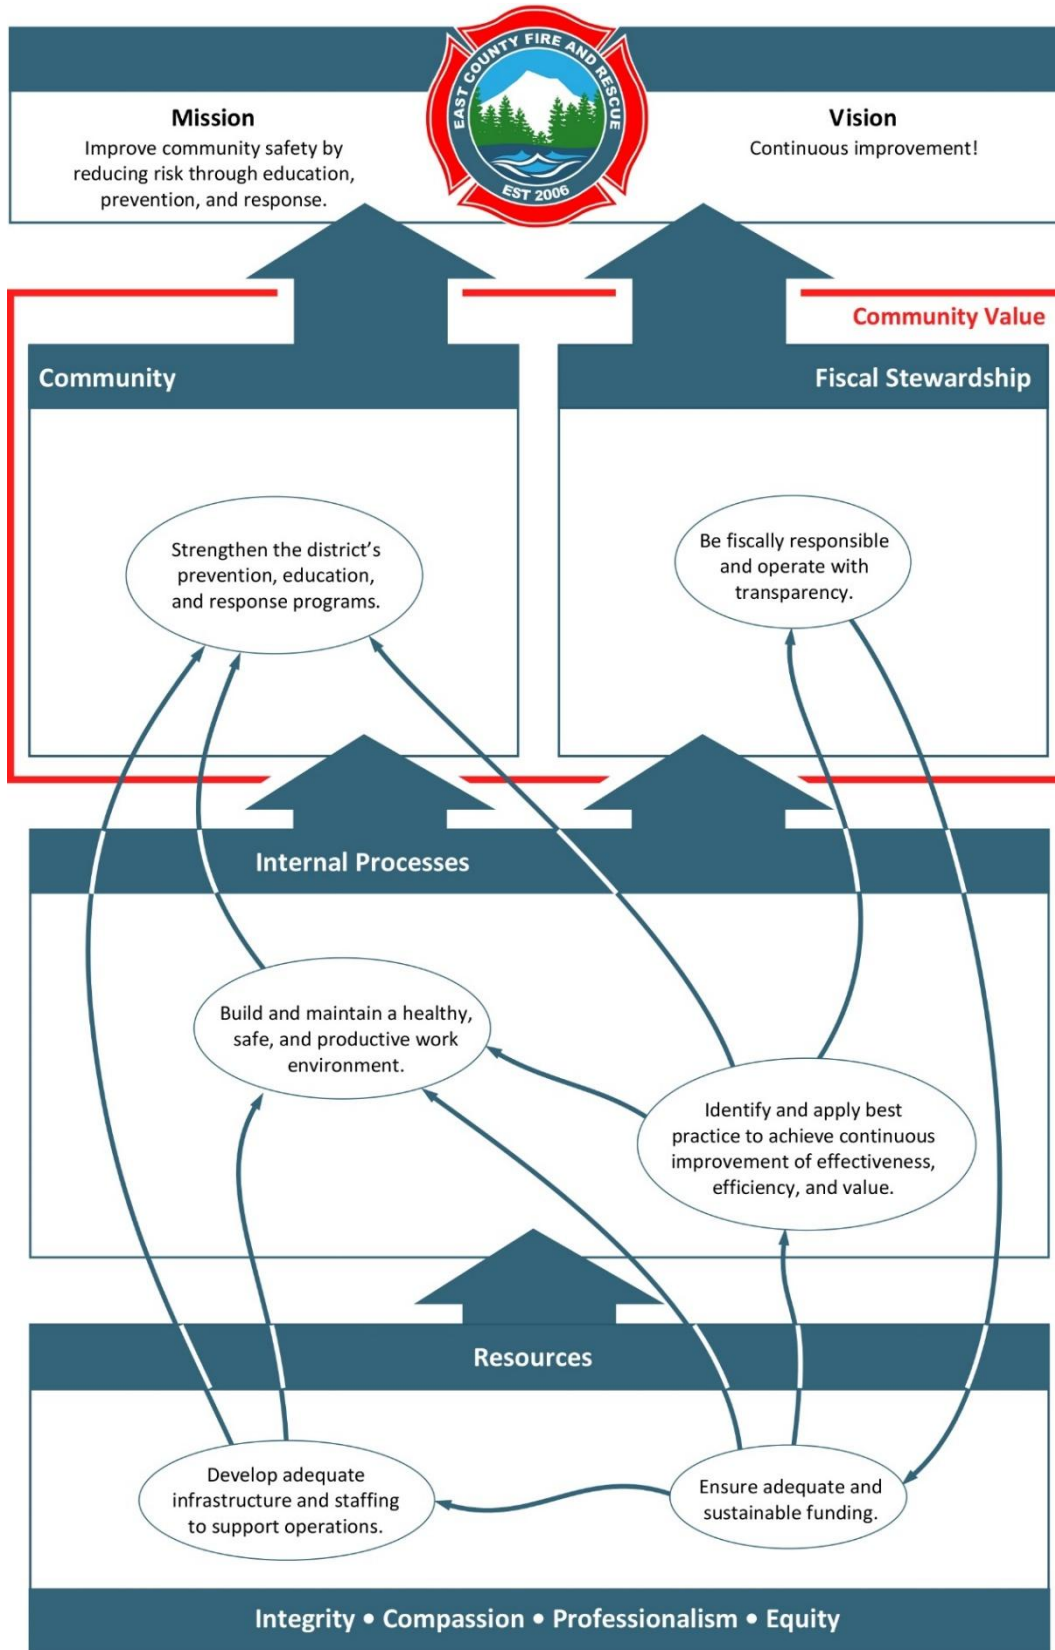 EAST COUNTY FIRE AND RESCUE
EST 2006
Mission
Improve community safety by
reducing risk through education,
prevention, and response.
Vision
Continuous improvement!
Community Value
Community
Fiscal Stewardship
Strengthen the district's
prevention, education,
and response programs.
Be fiscally responsible
and operate with
transparency.
Internal Processes
Build and maintain a healthy,
safe, and productive work
environment.
Identify and apply best
practice to achieve continuous
improvement of effectiveness,
efficiency, and value.
Resources
Develop adequate
infrastructure and staffing
to support operations.
Ensure adequate and
sustainable funding.
Integrity • Compassion • Professionalism • Equity